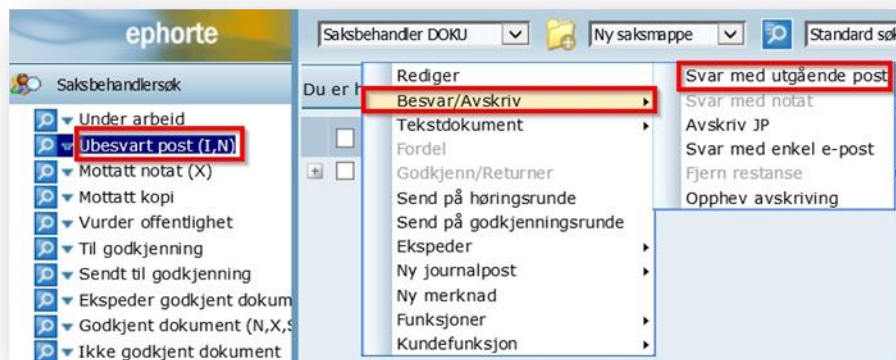 ephorte
Saksbehandler DOKU
Ny saksmappe
Standard søk
Saksbehandlersøk
Under arbeid
Ubesvart post (I,N)
Mottatt notat (X)
Mottatt kopi
Vurder offentlighet
Til godkjenning
Sendt til godkjenning
Ekspeder godkjent dokum
Godkjent dokument (N,X,S
Ikke godkjent dokument
Du er h
Rediger
Besvar/Avskriv
Tekstdokument
Fordel
Godkjenn/Returner
Send på høringsrunde
Send på godkjenningsrunde
Ekspeder
Ny journalpost
Ny merknad
Funksjoner
Kundefunksjon
Svar med utgående post
Svar med notat
Avskriv JP
Svar med enkel e-post
Fjern restanse
Opphev avskriving